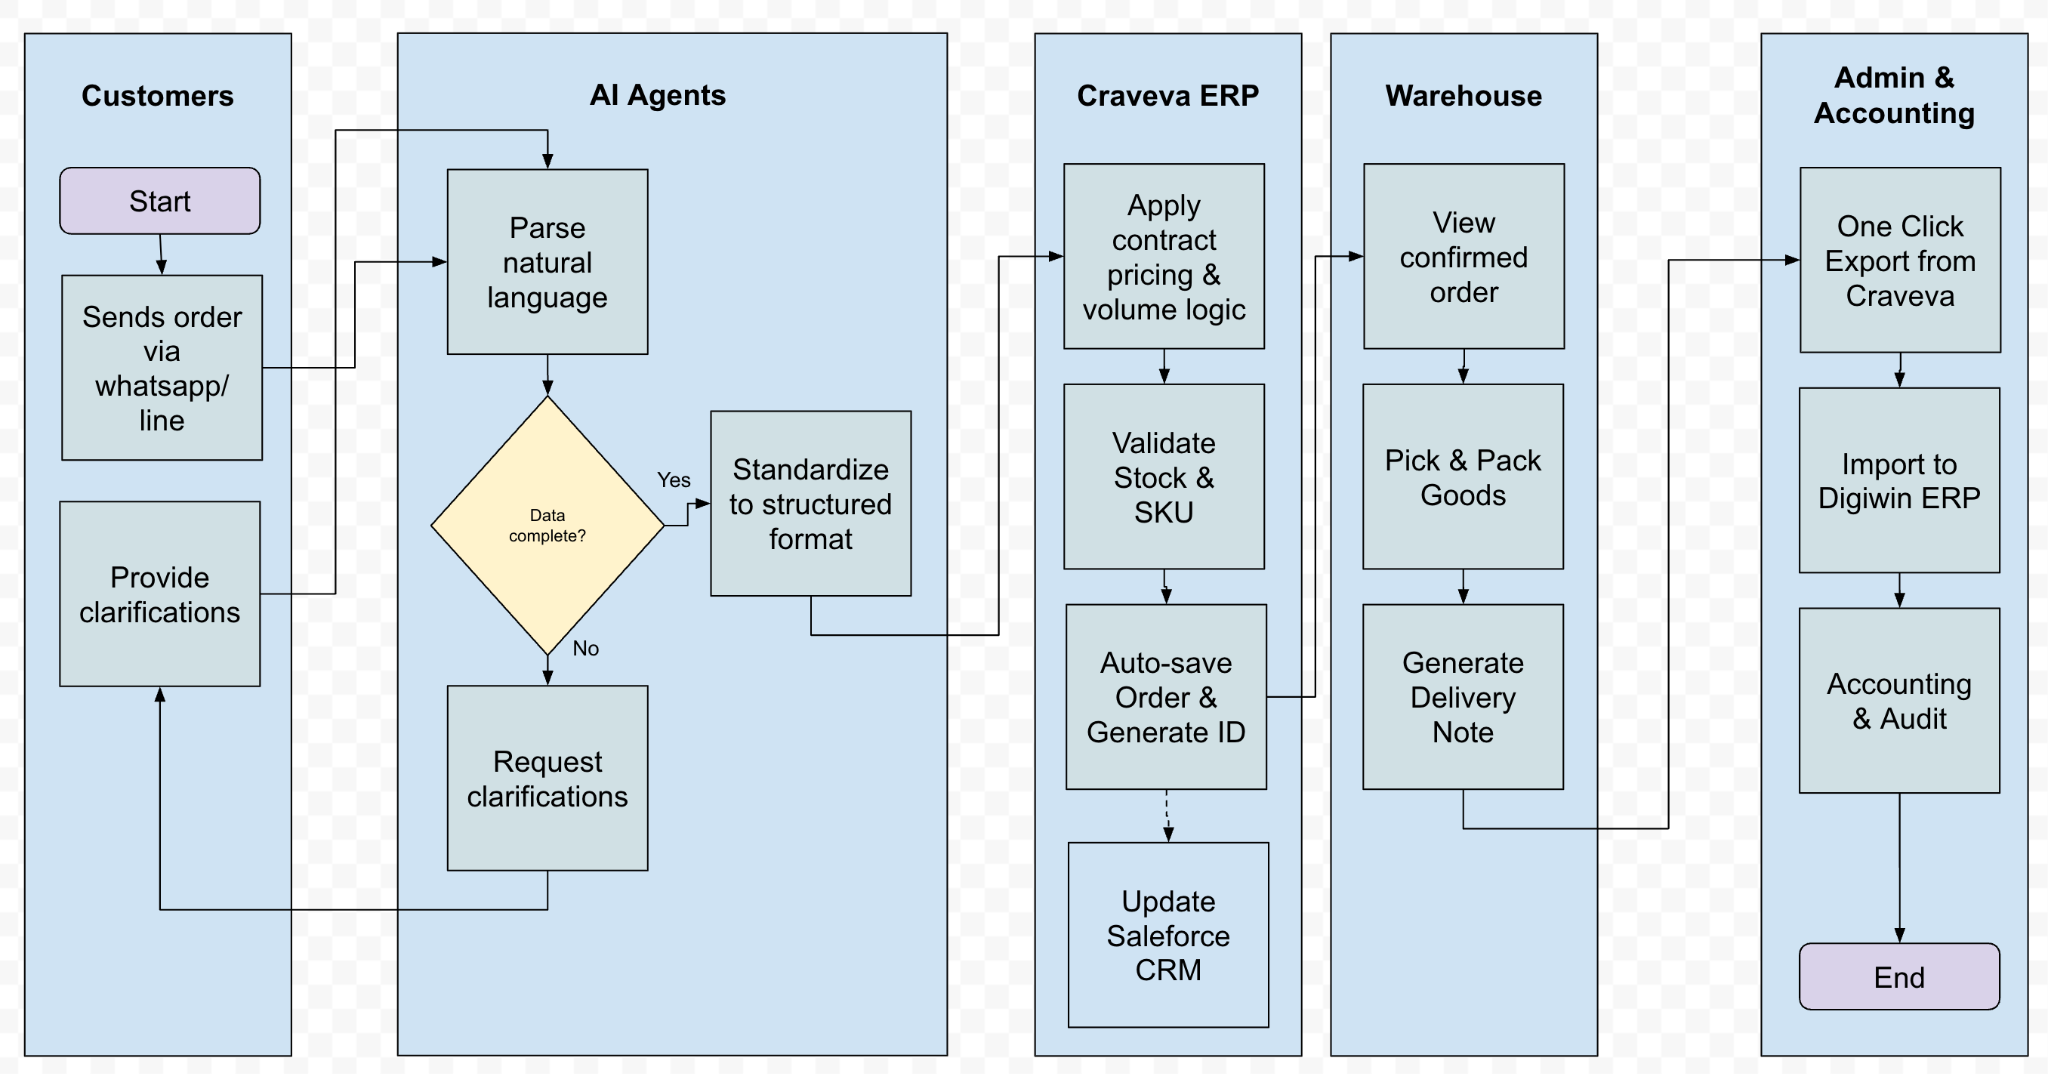 Customers
Start
Sends order
via
whatsapp/
line
Provide
clarifications
AI Agents
Parse
natural
language
Data
complete?
Yes
No
Standardize
to structured
format
Request
clarifications
Craveva ERP
Apply
contract
pricing &
volume logic
Validate
Stock &
SKU
Auto-save
Order &
Generate ID
Update
Saleforce
CRM
Warehouse
View
confirmed
order
Pick & Pack
Goods
Generate
Delivery
Note
Admin &
Accounting
One Click
Export from
Craveva
Import to
Digiwin ERP
Accounting
& Audit
End